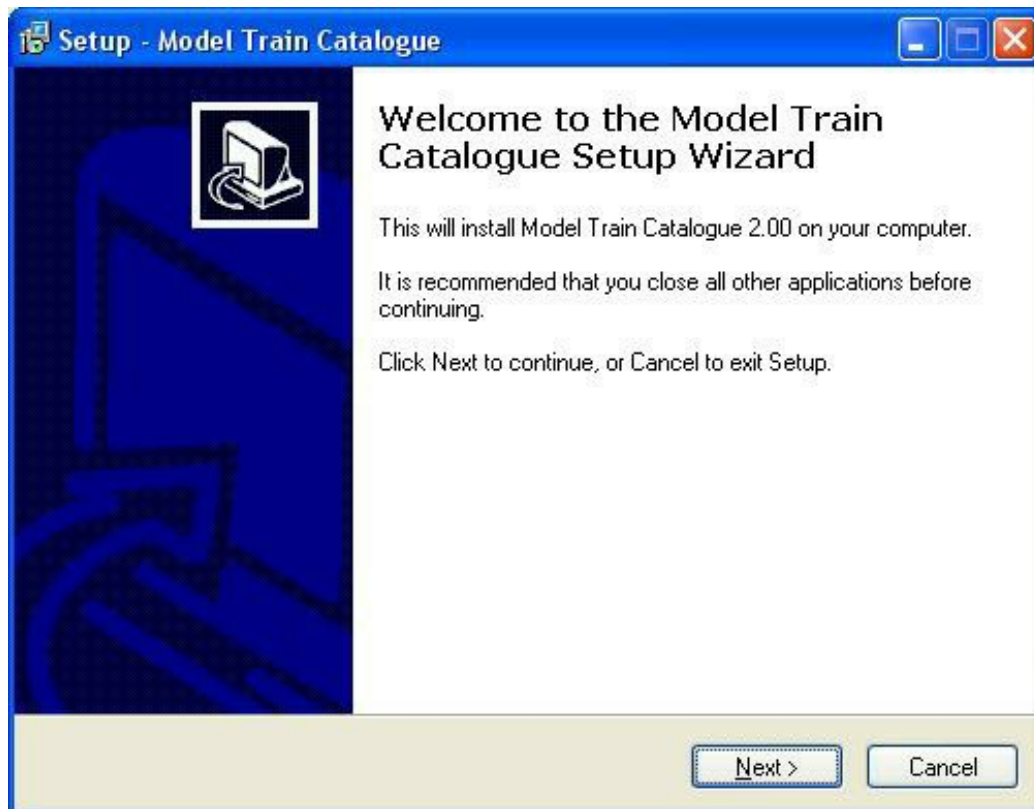 Setup - Model Train Catalogue
Welcome to the Model Train
Catalogue Setup Wizard
This will install Model Train Catalogue 2.00 on your computer.
It is recommended that you close all other applications before
continuing.
Click Next to continue, or Cancel to exit Setup.
Next >
Cancel